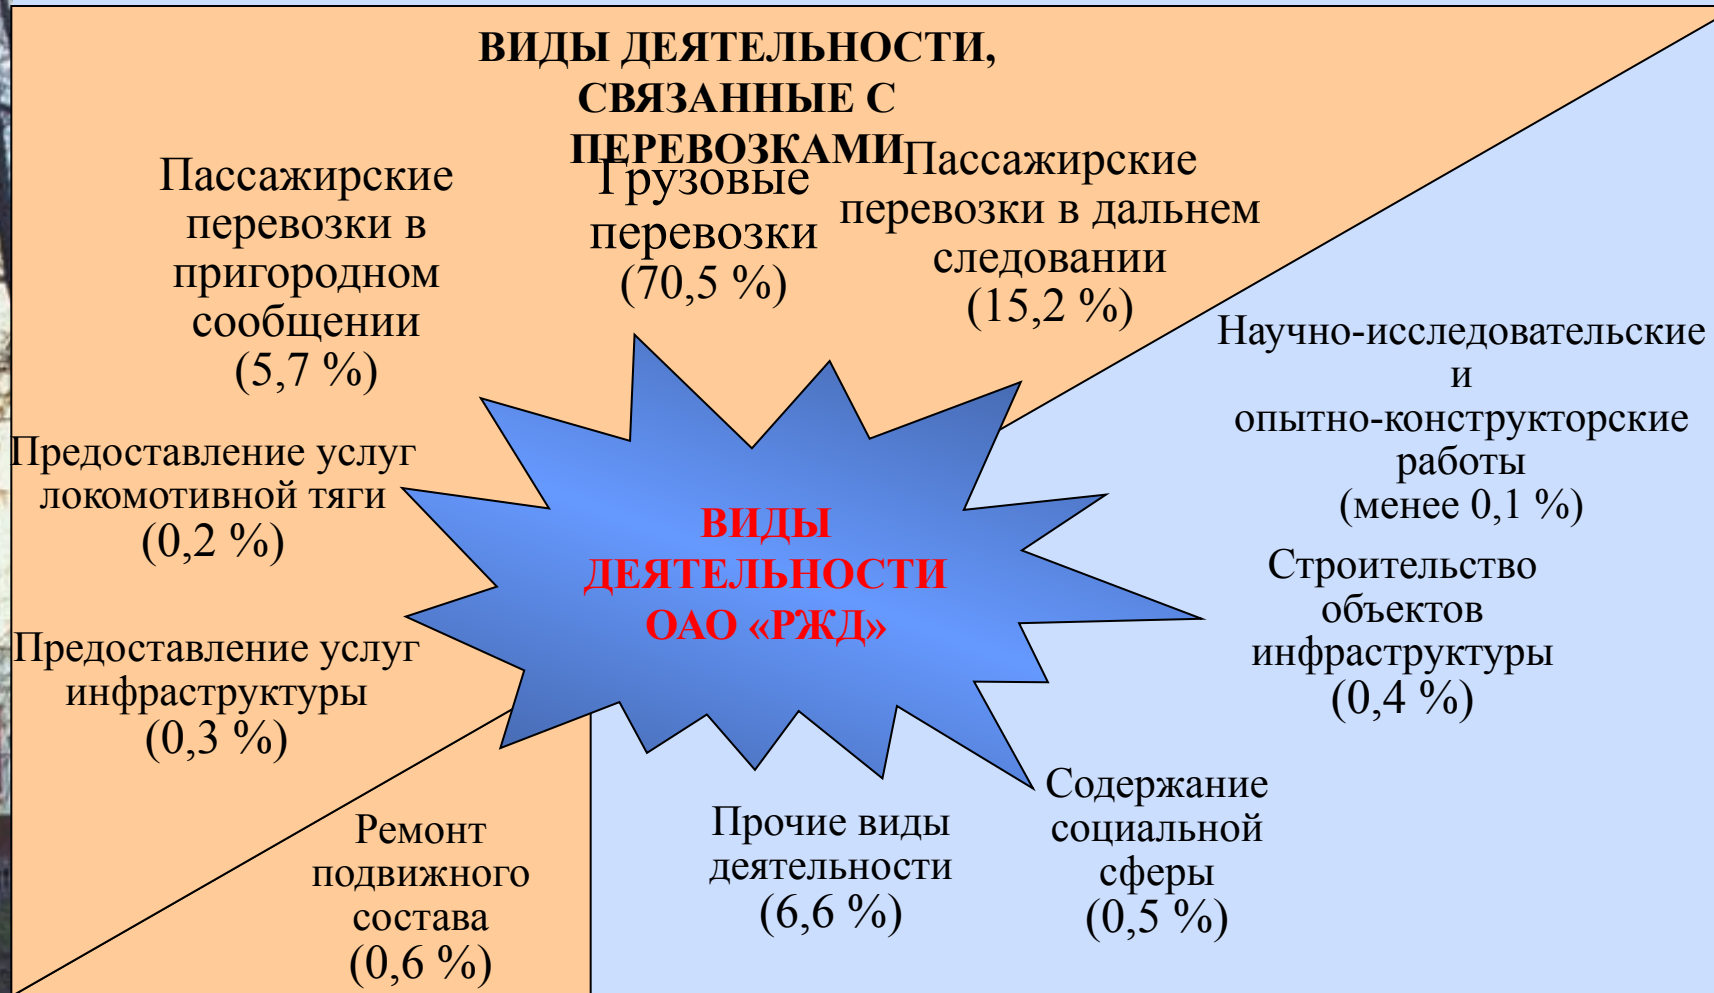 ВИДЫ ДЕЯТЕЛЬНОСТИ,
СВЯЗАННЫЕ С
ПЕРЕВОЗКАМИ
Пассажирские
перевозки в
пригородном
сообщении
(5,7 %)
Грузовые
перевозки
(70,5 %)
Пассажирские
перевозки в дальнем
следовании
(15,2 %)
Научно-исследовательские
и
опытно-конструкторские
работы
(менее 0,1 %)
Предоставление услуг
локомотивной тяги
(0,2 %)
ВИДЫ
ДЕЯТЕЛЬНОСТИ
ОАО «РЖД»
Строительство
объектов
инфраструктуры
(0,4 %)
Предоставление услуг
инфраструктуры
(0,3 %)
Ремонт
подвижного
состава
(0,6 %)
Прочие виды
деятельности
(6,6 %)
Содержание
социальной
сферы
(0,5 %)